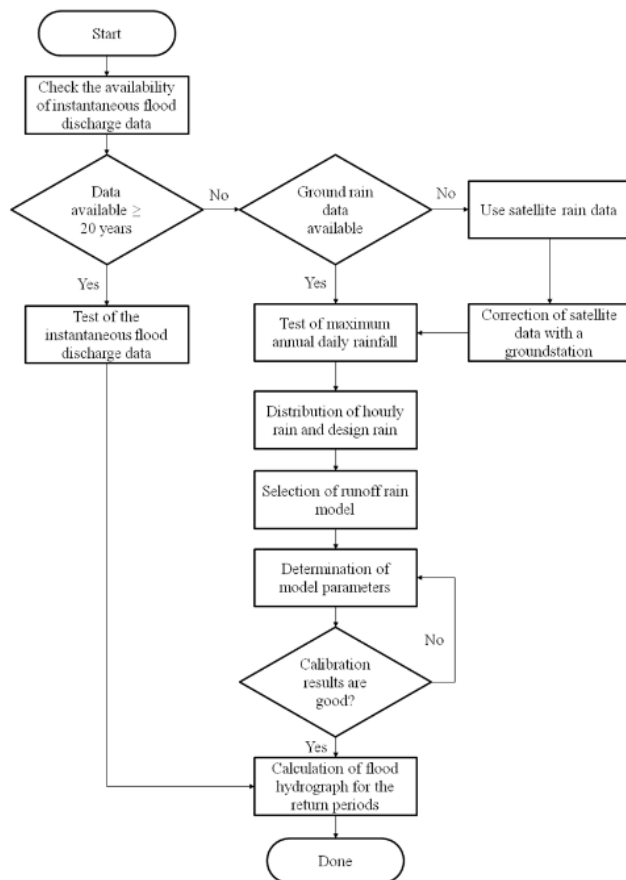 Start
Check the availability
of instantaneous flood
discharge data
Data
available ≥
20 years
No
Ground rain
data
available
No
Use satellite rain data
Yes
Yes
Test of the
instantaneous flood
discharge data
Test of maximum
annual daily rainfall
Correction of satellite
data with a
groundstation
Distribution of hourly
rain and design rain
Selection of runoff rain
model
Determination of
model parameters
No
Calibration
results are
good?
Yes
Calculation of flood
hydrograph for the
return periods
Done